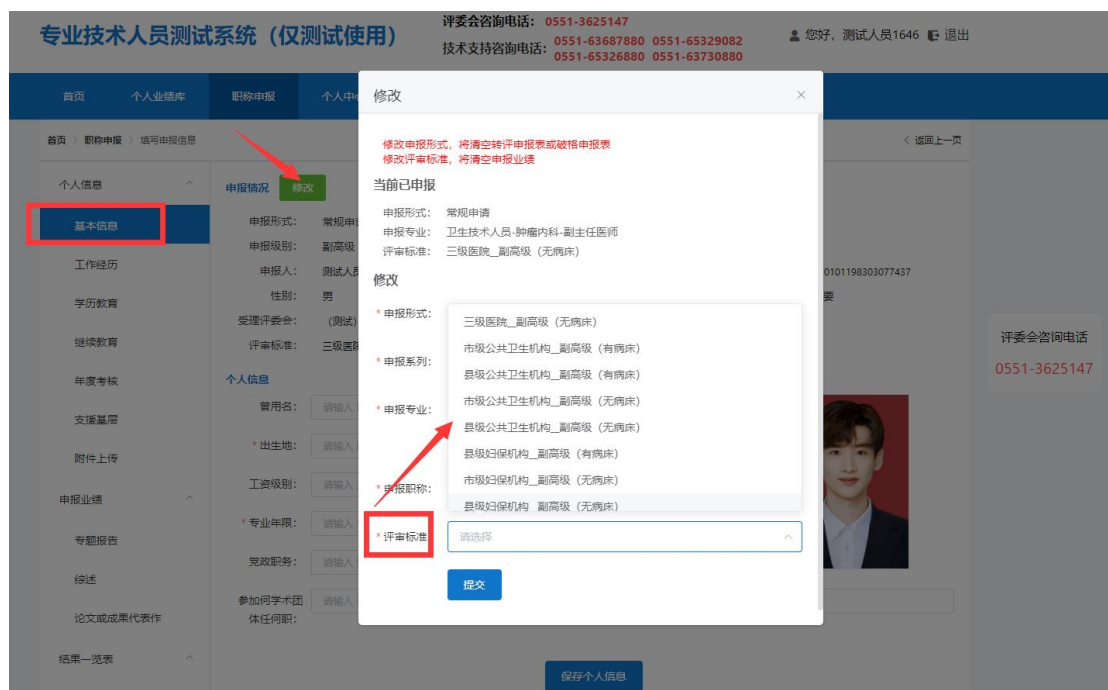 专业技术人员测试系统（仅测试使用）
评委会咨询电话： 0551-3625147
技术支持咨询电话： 0551-63687880 0551-65329082
0551-65326880 0551-63730880
您好，测试人员1646 退出
首页 个人业绩库 职称申报 个人中
首页 > 职称申报 > 填写申报信息
< 返回上一页
个人信息
基本信息
工作经历
学历教育
继续教育
年度考核
支援基层
附件上传
申报业绩
专题报告
综述
论文或成果代表作
结果一览表
申报情况 修改
申报形式： 常规申
申报级别： 副高级
申报人： 测试人员
0101198303077437
性别： 男
要
受理评委会： （测试）
评审标准： 三级医院
个人信息
曾用名： 请输入
*出生地： 请输入
工资级别： 请输入
*专业年限： 请输入
党政职务： 请输入
参加何学术团体任何职： 请输入
保存个人信息
修改 ×
修改申报形式，将清空转评申报表或破格申报表
修改评审标准，将清空申报业绩
当前已申报
申报形式： 常规申请
申报专业： 卫生技术人员-肿瘤内科-副主任医师
评审标准： 三级医院__副高级（无病床）
修改
*申报形式：
*申报系列：
*申报专业：
*申报职称：
三级医院__副高级（无病床）
市级公共卫生机构__副高级（有病床）
县级公共卫生机构__副高级（有病床）
市级公共卫生机构__副高级（无病床）
县级公共卫生机构__副高级（无病床）
县级妇保机构__副高级（有病床）
市级妇保机构__副高级（无病床）
县级妇保机构__副高级（无病床）
*评审标准 请选择
提交
评委会咨询电话
0551-3625147